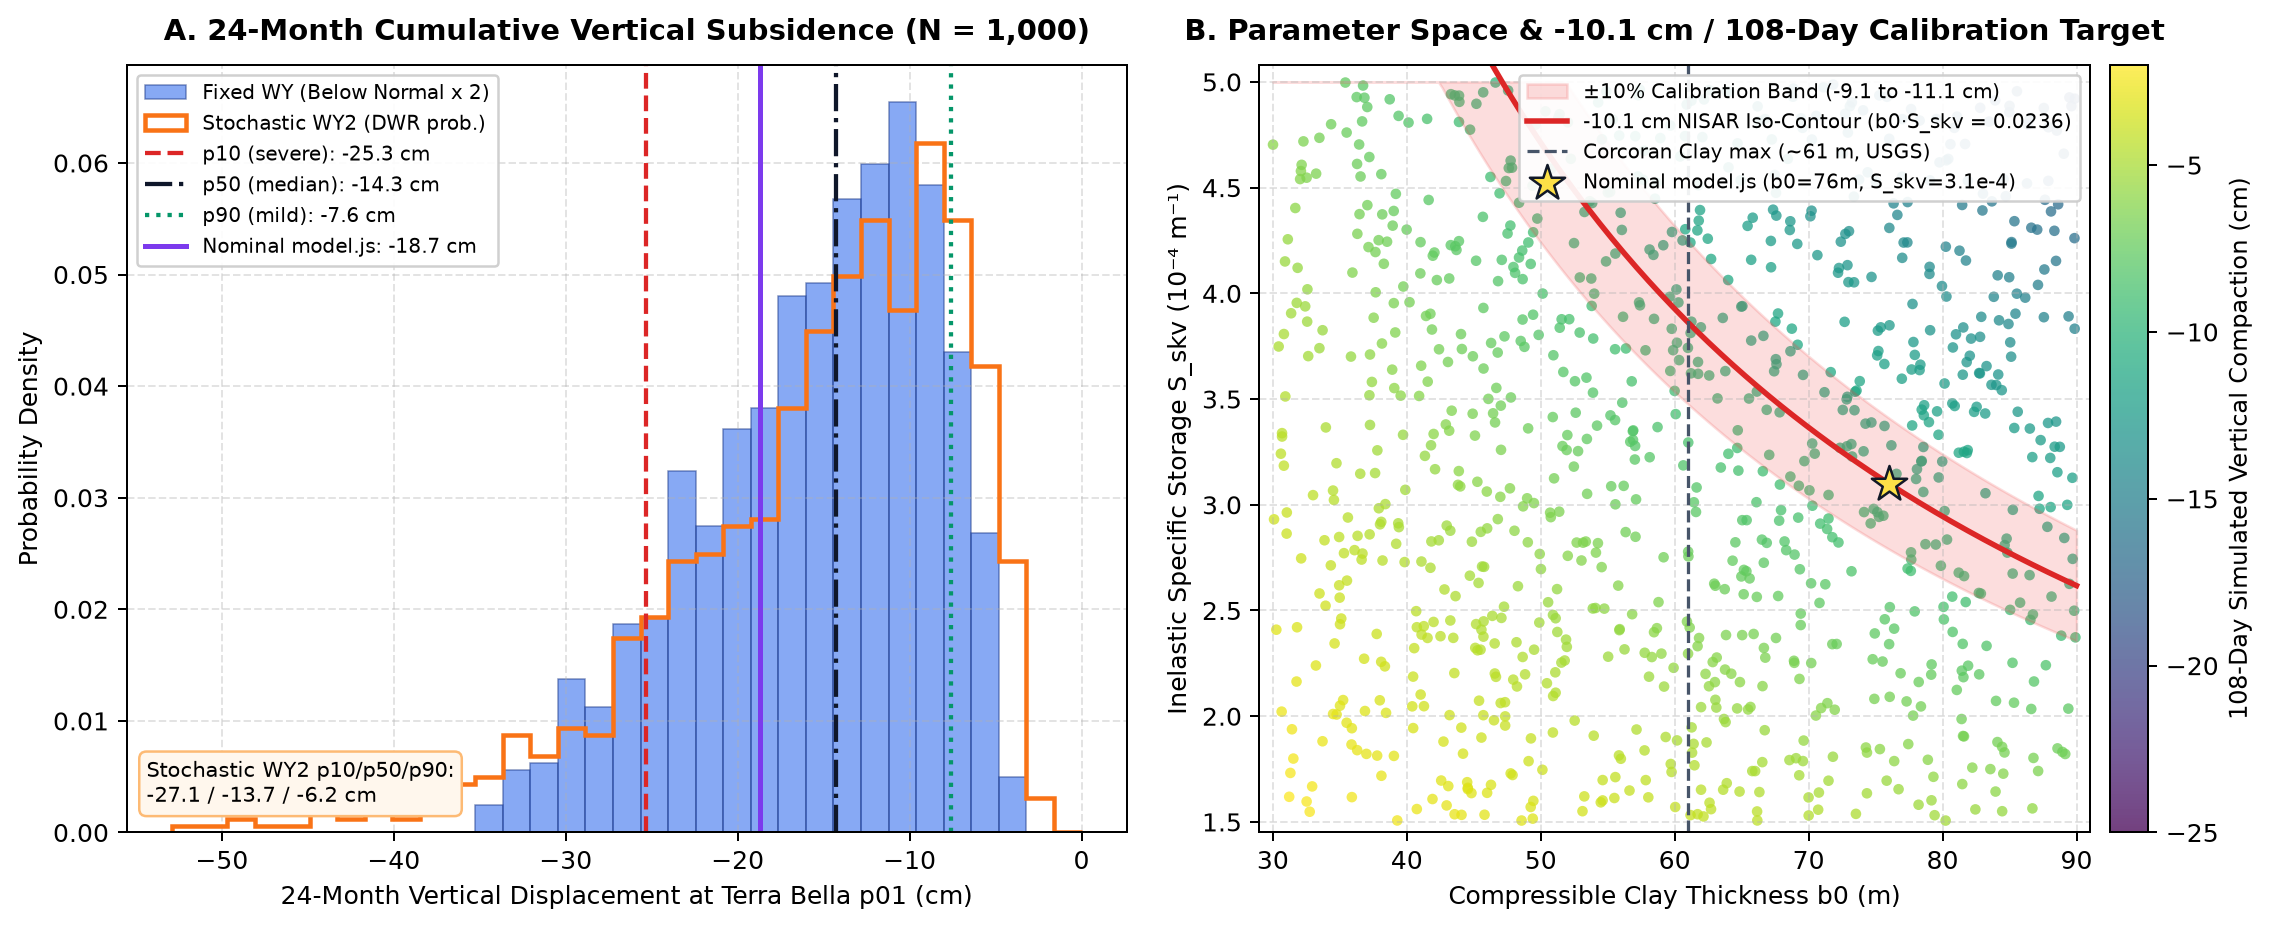 A. 24-Month Cumulative Vertical Subsidence (N = 1,000)
Fixed WY (Below Normal x 2)
Stochastic WY2 (DWR prob.)
p10 (severe): -25.3 cm
p50 (median): -14.3 cm
p90 (mild): -7.6 cm
Nominal model.js: -18.7 cm
Probability Density
0.06
0.05
0.04
0.03
0.02
0.01
0.00
Stochastic WY2 p10/p50/p90:
-27.1 / -13.7 / -6.2 cm
−50 −40 −30 −20 −10 0
24-Month Vertical Displacement at Terra Bella p01 (cm)
B. Parameter Space & -10.1 cm / 108-Day Calibration Target
±10% Calibration Band (-9.1 to -11.1 cm)
-10.1 cm NISAR Iso-Contour (b0·S_skv = 0.0236)
Corcoran Clay max (~61 m, USGS)
Nominal model.js (b0=76m, S_skv=3.1e-4)
Inelastic Specific Storage S_skv (10⁻⁴ m⁻¹)
5.0
4.5
4.0
3.5
3.0
2.5
2.0
1.5
30 40 50 60 70 80 90
Compressible Clay Thickness b0 (m)
−5
−10
−15
−20
−25
108-Day Simulated Vertical Compaction (cm)